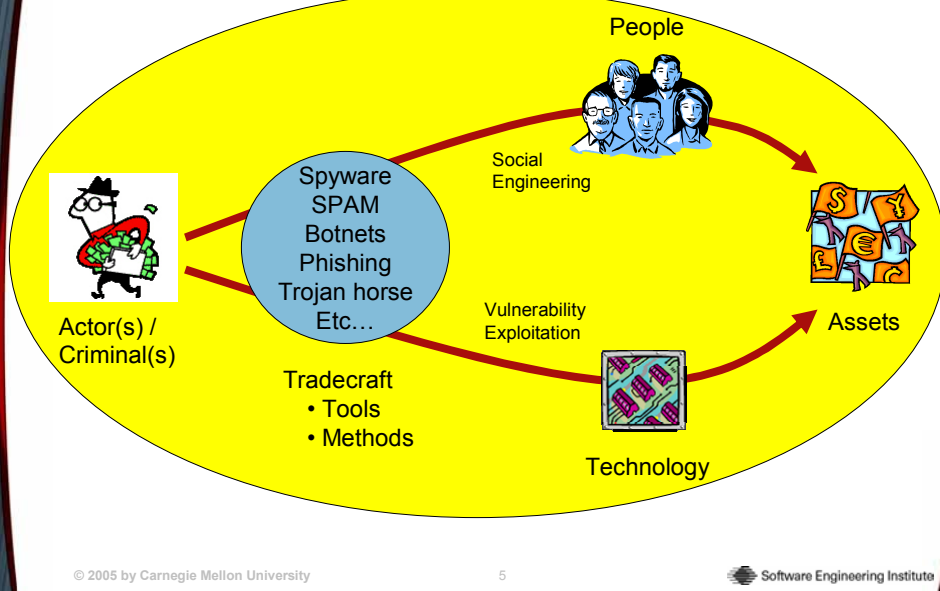 People
Social
Engineering
Spyware
SPAM
Botnets
Phishing
Trojan horse
Etc…
Actor(s) /
Criminal(s)
Tradecraft
• Tools
• Methods
Vulnerability
Exploitation
Technology
$
¥
€
£
Assets
© 2005 by Carnegie Mellon University
5
Software Engineering Institute